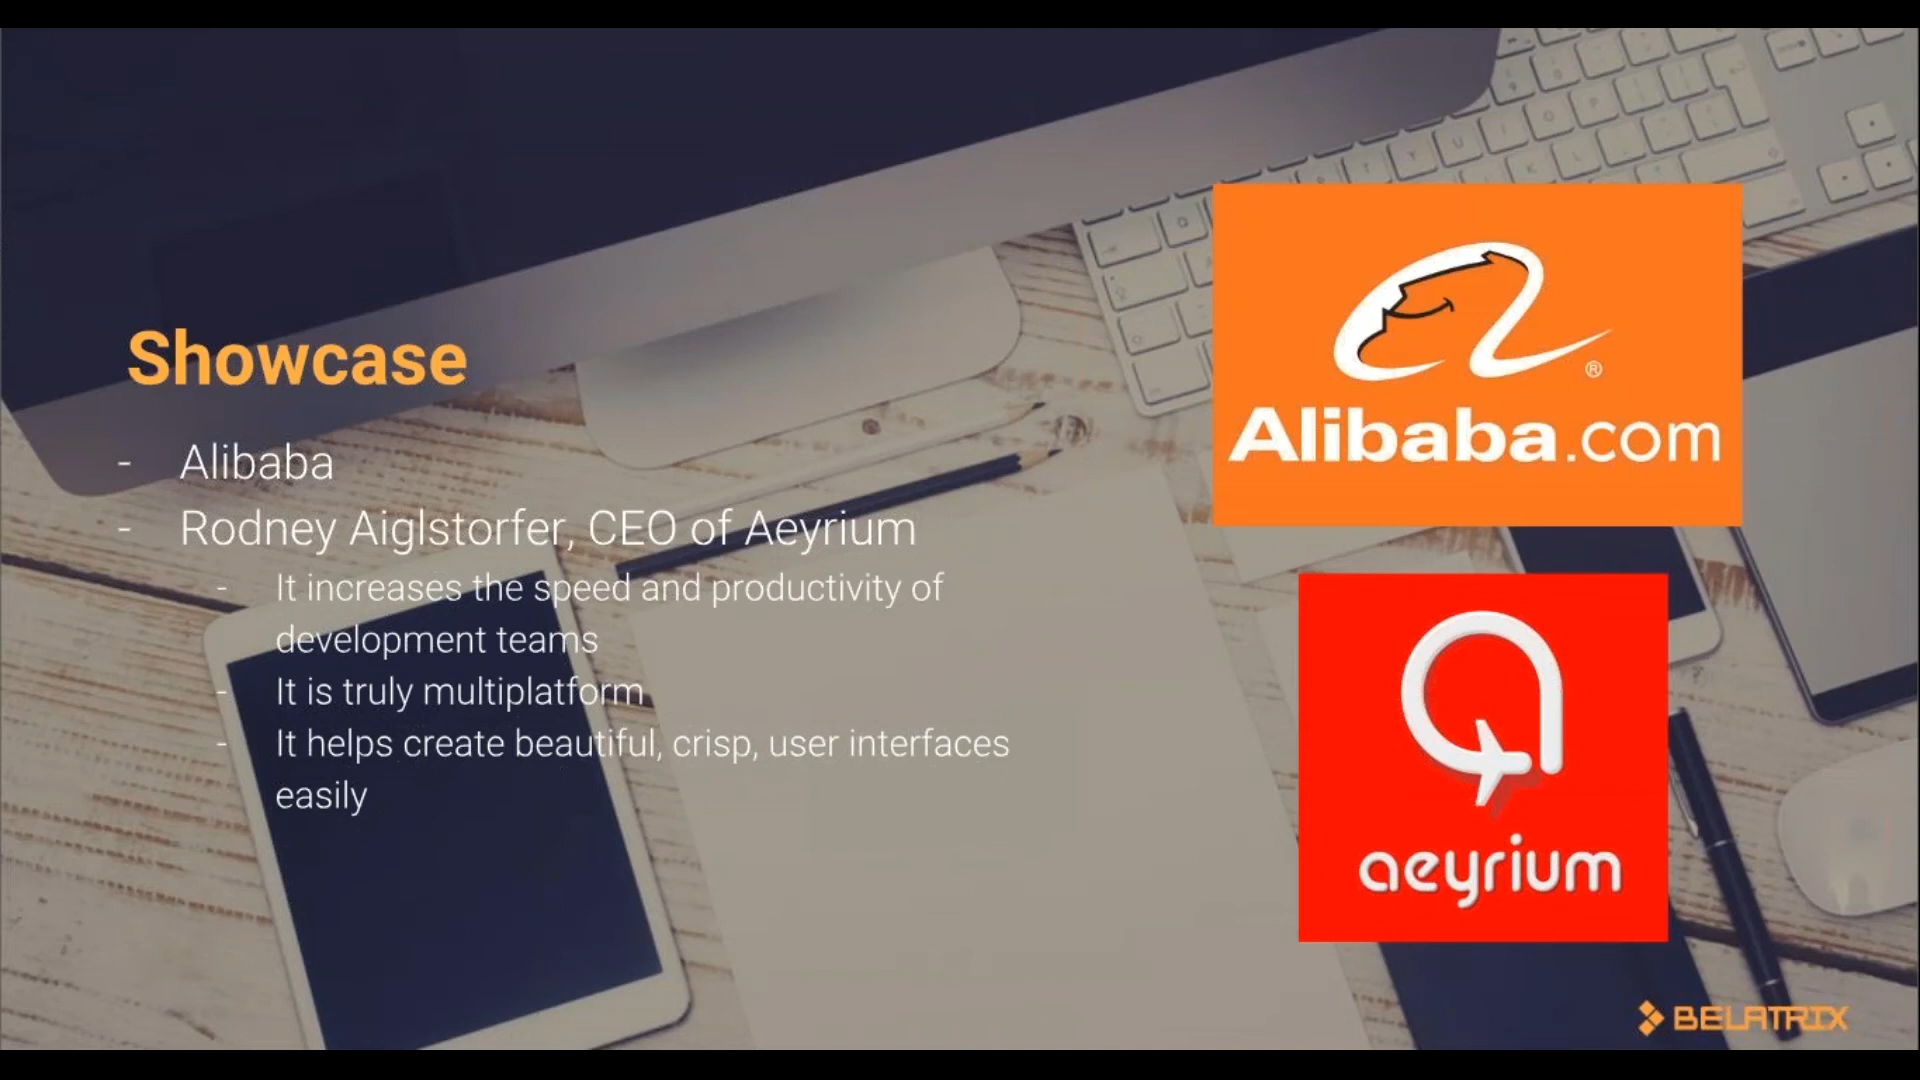 Showcase
- Alibaba
- Rodney Aiglstorfer, CEO of Aeyrium
- It increases the speed and productivity of
development teams
- It is truly multiplatform
- It helps create beautiful, crisp, user interfaces
easily
®
Alibaba.com
aeyrium
BELATRIX